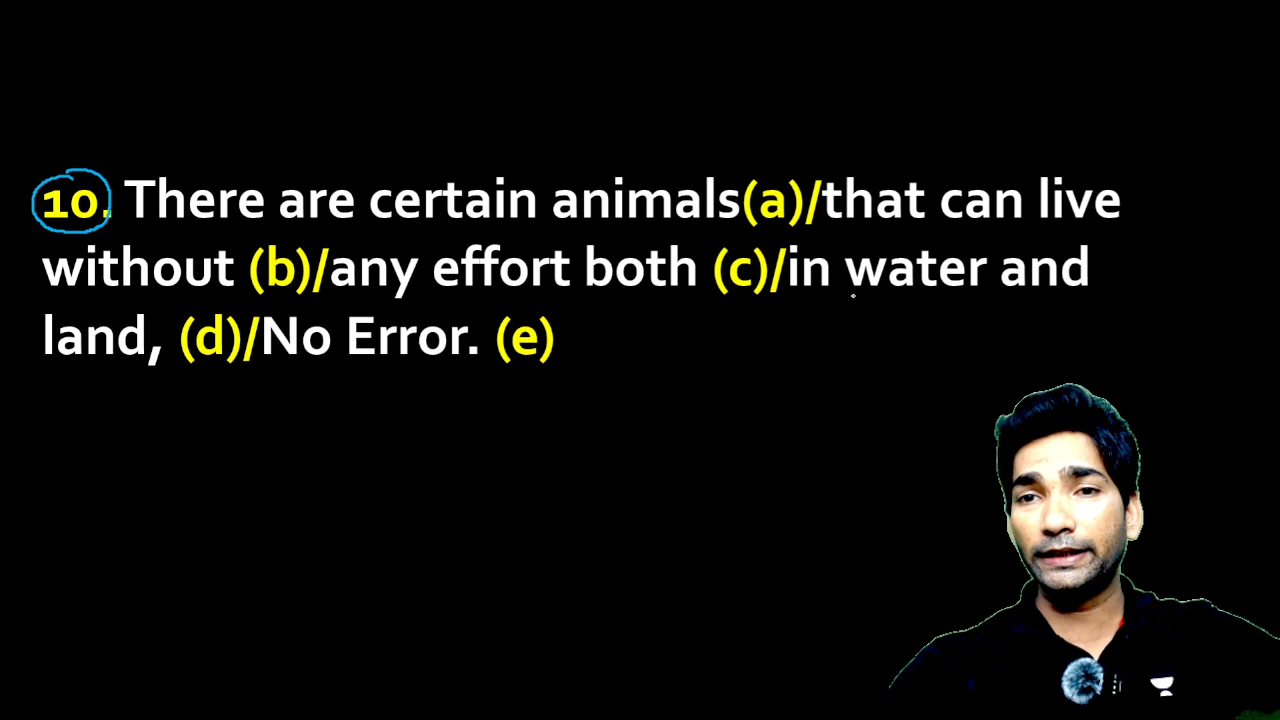 10. There are certain animals(a)/that can live
without (b)/any effort both (c)/in water and
land, (d)/No Error. (e)